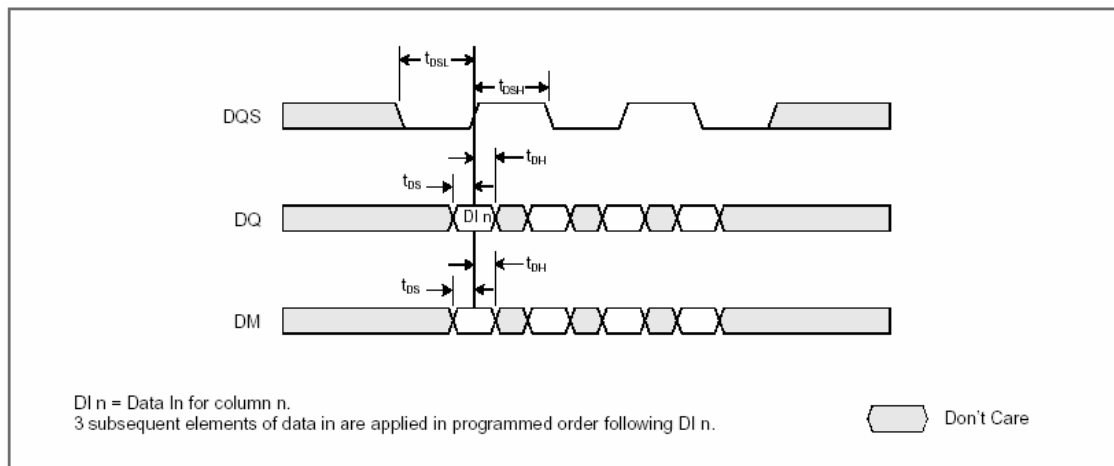 tDSL
tDSH
DQS
tDH
tDS
DQ
DI n
tDH
tDS
DM
DI n = Data In for column n.
3 subsequent elements of data in are applied in programmed order following DI n.
Don't Care